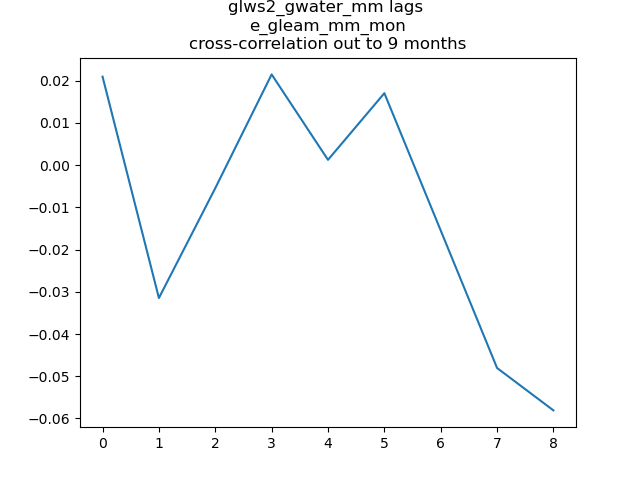 glws2_gwater_mm lags
e_gleam_mm_mon
cross-correlation out to 9 months
0.02
0.01
0.00
−0.01
−0.02
−0.03
−0.04
−0.05
−0.06
0 1 2 3 4 5 6 7 8